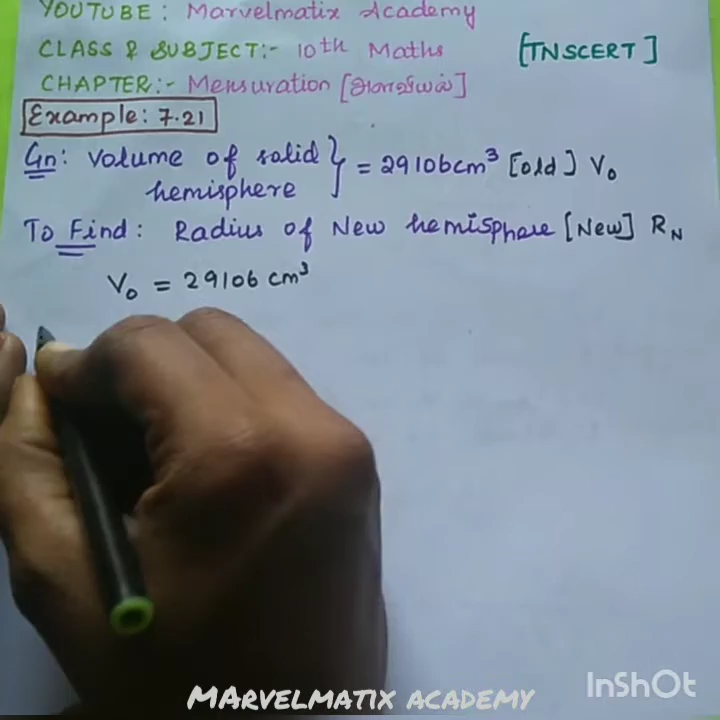 YOUTUBE: Marvelmatix Academy
CLASS & SUBJECT:- 10th Maths [TNSCERT]
CHAPTER:- Mensuration [அளவியல்]
Example: 7.21
Gn: Volume of solid hemisphere } = 29106cm³ [old] V₀
To Find: Radius of New hemisphere [New] R_N
V₀ = 29106 cm³
MARVELMATIX ACADEMY
InShOt